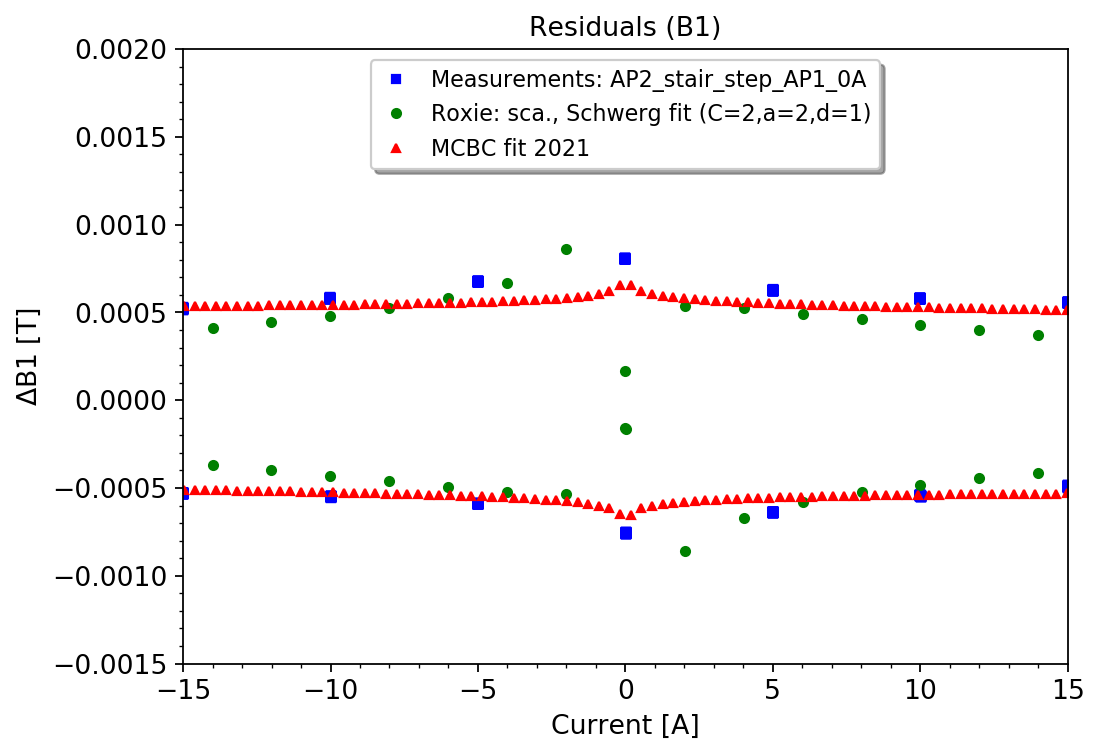 Residuals (B1)
0.0020
0.0015
0.0010
0.0005
0.0000
−0.0005
−0.0010
−0.0015
ΔB1 [T]
Measurements: AP2_stair_step_AP1_0A
Roxie: sca., Schwerg fit (C=2,a=2,d=1)
MCBC fit 2021
−15 −10 −5 0 5 10 15
Current [A]